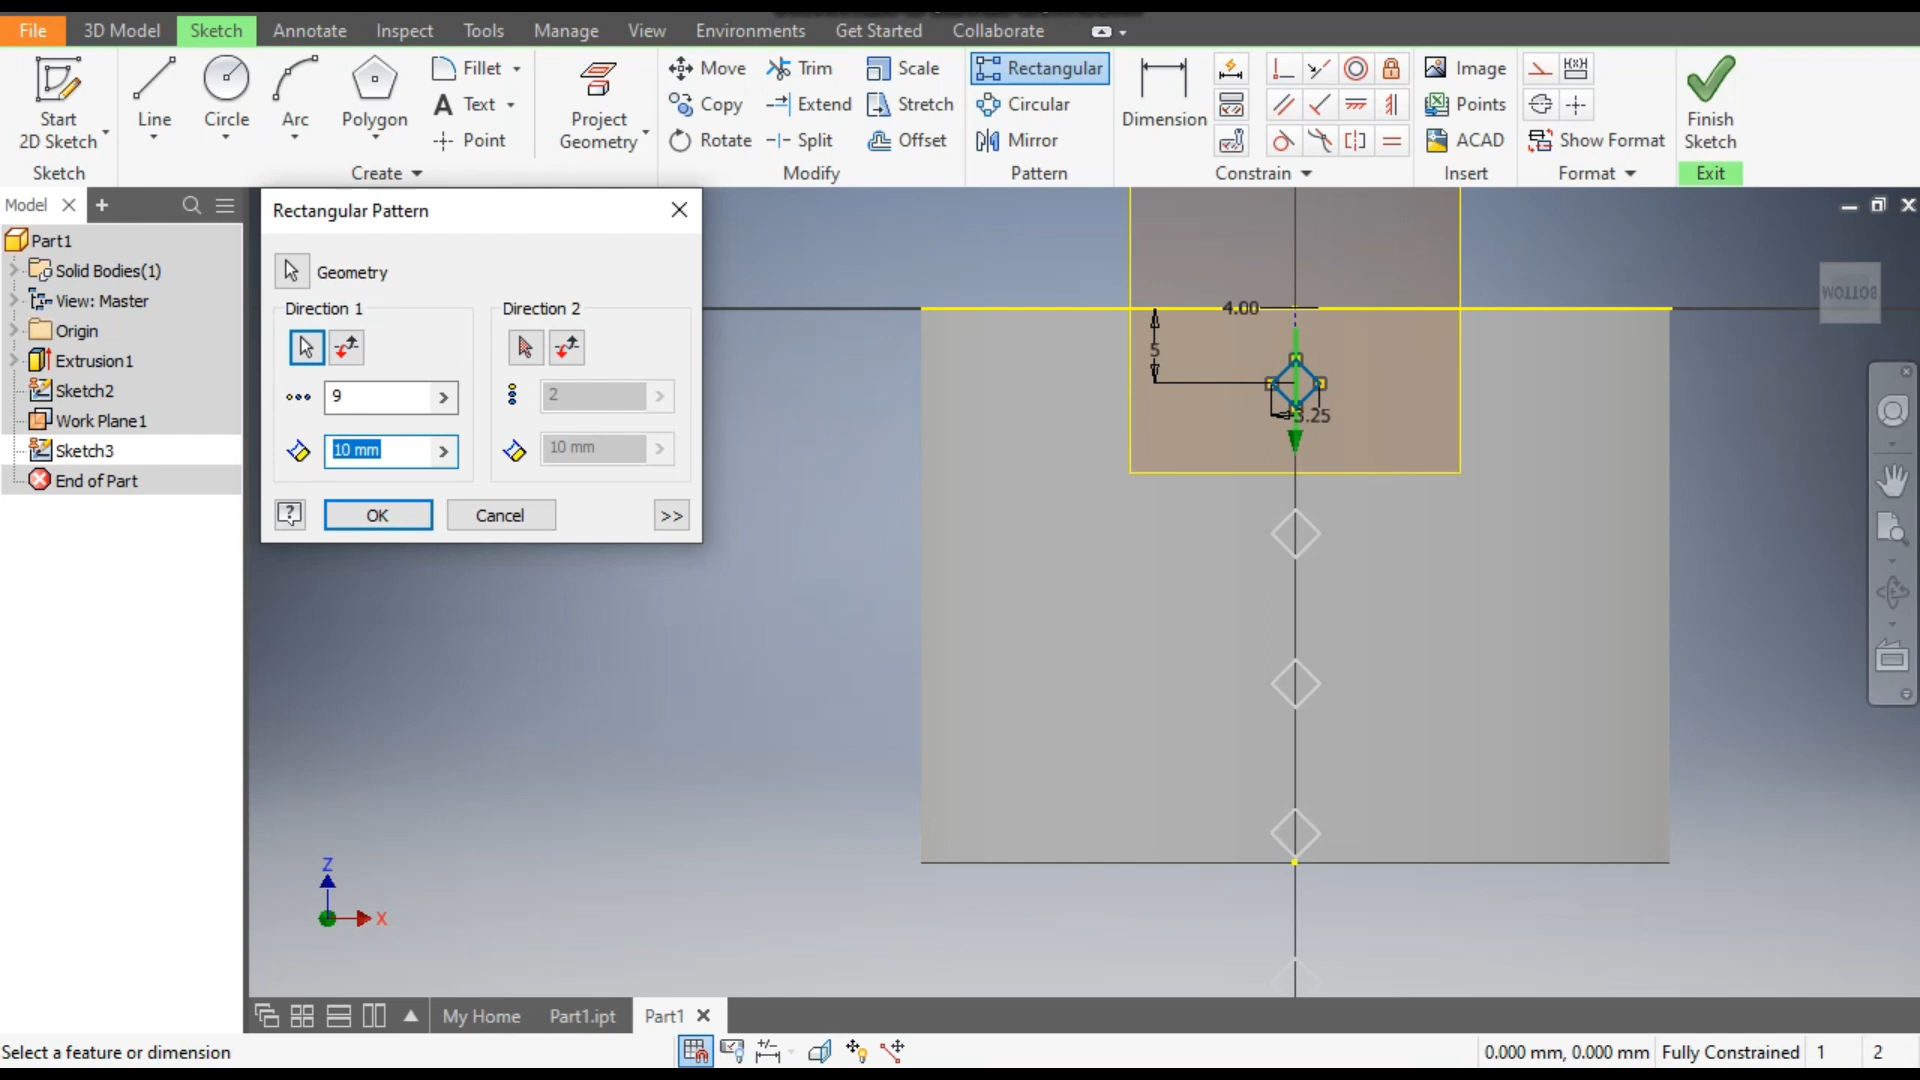 File 3D Model Sketch Annotate Inspect Tools Manage View Environments Get Started Collaborate
Start 2D Sketch
Line
Circle
Arc
Polygon
Fillet
Text
Point
Project Geometry
Move
Copy
Rotate
Trim
Extend
Split
Scale
Stretch
Offset
Rectangular
Circular
Mirror
Dimension
Image
Points
ACAD
Show Format
Finish Sketch
Sketch
Create
Modify
Pattern
Constrain
Insert
Format
Exit
Model
Part1
Solid Bodies(1)
View: Master
Origin
Extrusion1
Sketch2
Work Plane1
Sketch3
End of Part
Rectangular Pattern
Geometry
Direction 1
Direction 2
9
2
10 mm
10 mm
OK
Cancel
>>
4.00
5
3.25
BOTTOM
Z
X
My Home
Part1.ipt
Part1
Select a feature or dimension
0.000 mm, 0.000 mm
Fully Constrained
1
2